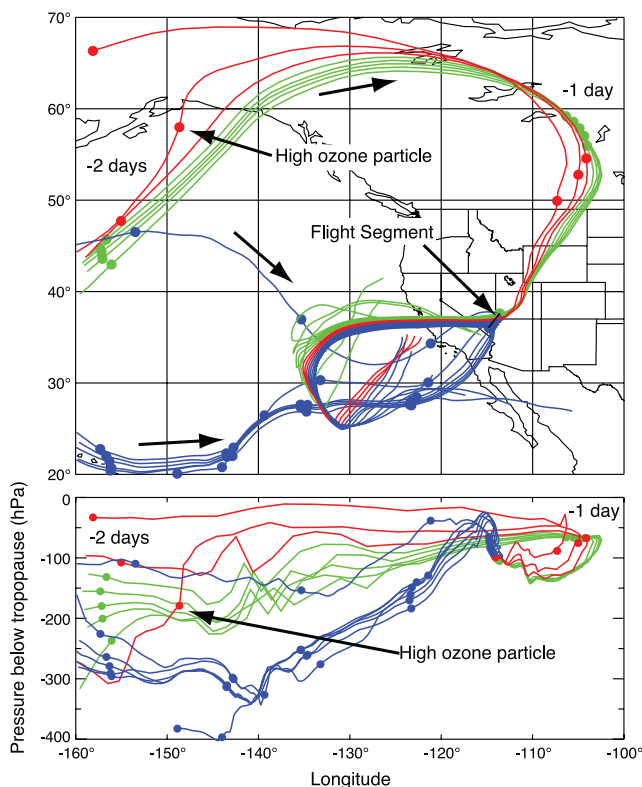 70°
60°
50°
40°
30°
20°
-1 day
-2 days
High ozone particle
Flight Segment
Pressure below tropopause (hPa)
0
-100
-200
-300
-400
-2 days
-1 day
High ozone particle
-160° -150° -140° -130° -120° -110° -100°
Longitude